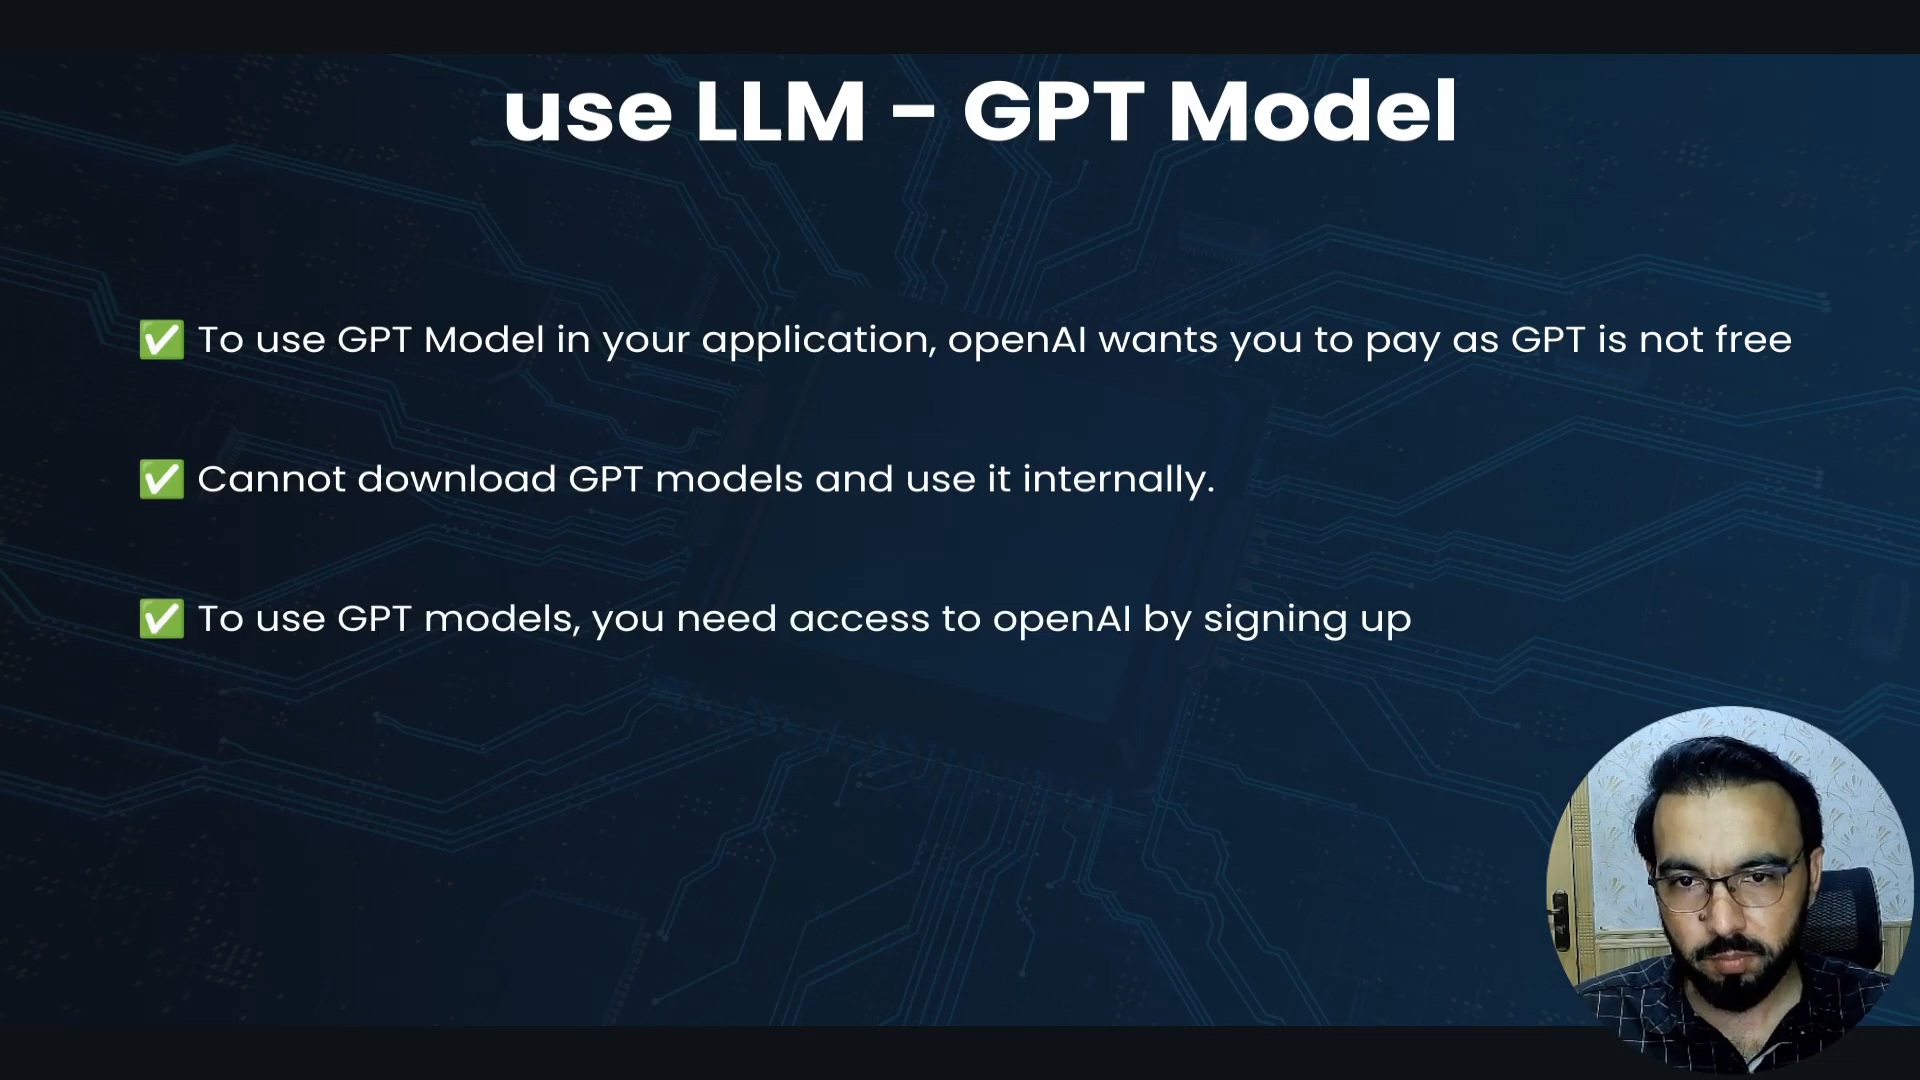 use LLM - GPT Model
✅ To use GPT Model in your application, openAI wants you to pay as GPT is not free
✅ Cannot download GPT models and use it internally.
✅ To use GPT models, you need access to openAI by signing up